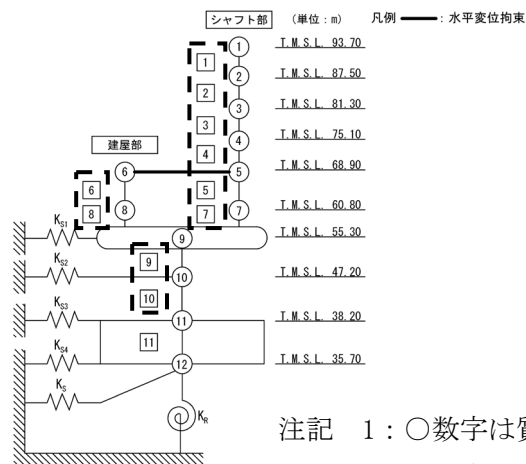 シャフト部 (単位:m) 凡例 ━━━ : 水平変位拘束
① T.M.S.L. 93.70
1
② T.M.S.L. 87.50
2
③ T.M.S.L. 81.30
3
建屋部 ④ T.M.S.L. 75.10
4
⑥ ⑤ T.M.S.L. 68.90
6 5
8 ⑧ 7 ⑦ T.M.S.L. 60.80
KS1 ⑨ T.M.S.L. 55.30
9
KS2 ⑩ T.M.S.L. 47.20
10
KS3 ⑪ T.M.S.L. 38.20
11
KS4 ⑫ T.M.S.L. 35.70
KS
KR
注記 1:○数字は